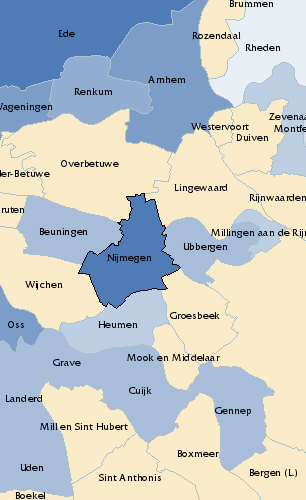 Brummen
Ede
Rozendaal
Rheden
Arnhem
Renkum
Wageningen
Zevenaa
Westervoort
Montfe
Duiven
Overbetuwe
der-Betuwe
Lingewaard
Rijnwaarden
ruten
Beuningen
Millingen aan de Rijn
Ubbergen
Nijmegen
Wijchen
Groesbeek
Oss
Heumen
Mook en Middelaar
Grave
Cuijk
Landerd
Gennep
Mill en Sint Hubert
Boxmeer
Uden
Bergen (L.)
Sint Anthonis
Boekel